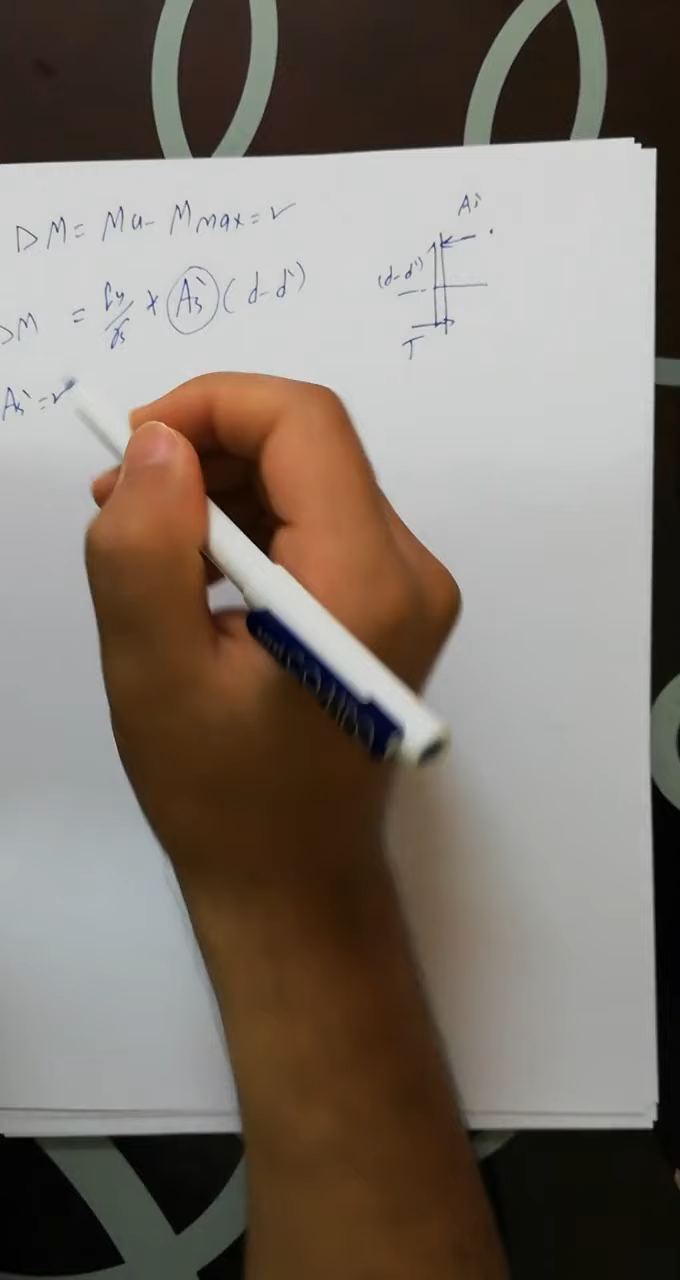 ΔM = Mu - Mmax = ✓
ΔM = fy/γs × As' (d-d')
As' = ✓
As'
(d-d')
T